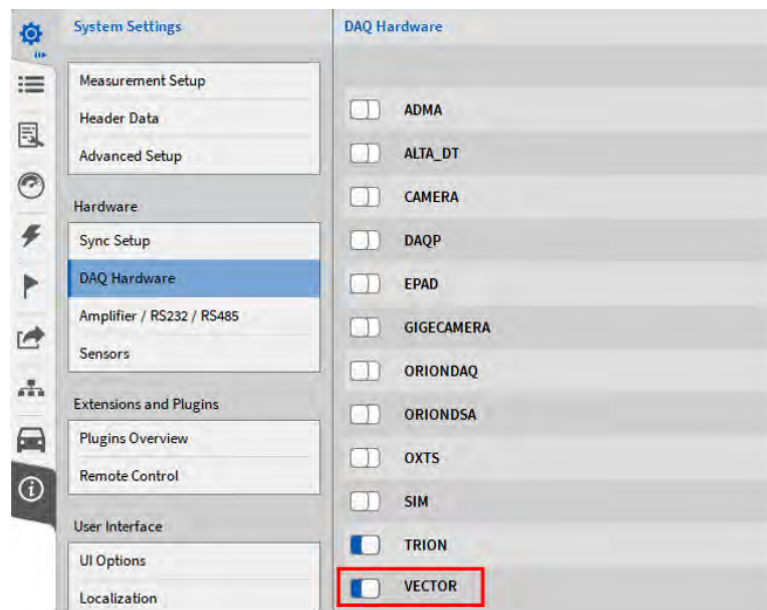 System Settings
Measurement Setup
Header Data
Advanced Setup
Hardware
Sync Setup
DAQ Hardware
Amplifier / RS232 / RS485
Sensors
Extensions and Plugins
Plugins Overview
Remote Control
User Interface
UI Options
Localization
DAQ Hardware
ADMA
ALTA_DT
CAMERA
DAQP
EPAD
GIGECAMERA
ORIONDAQ
ORIONDSA
OXTS
SIM
TRION
VECTOR